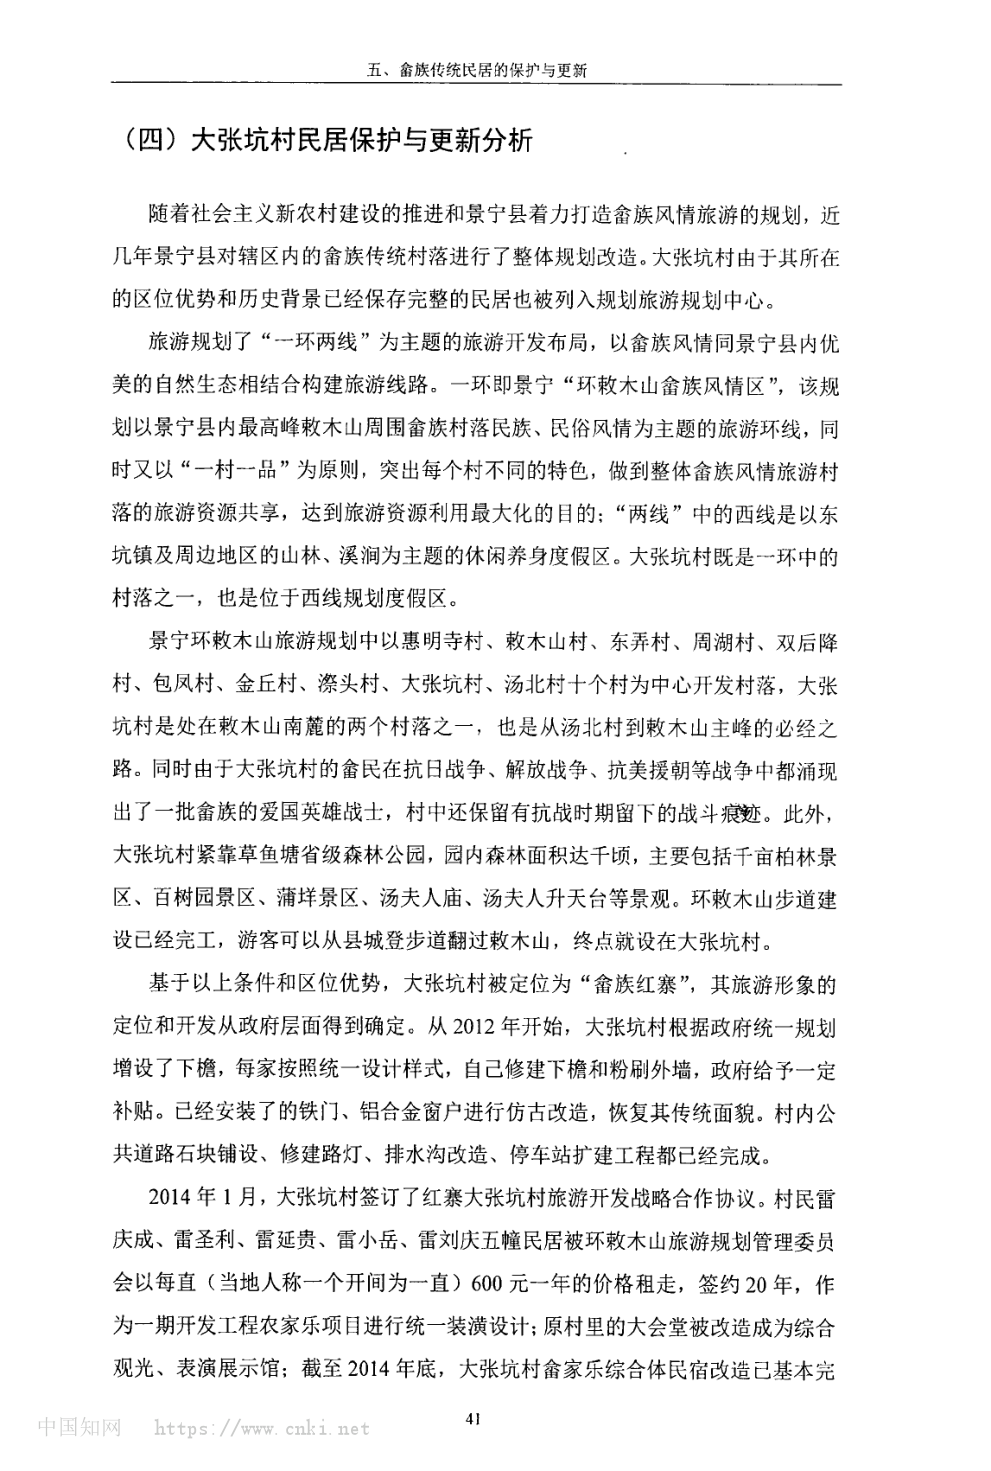 五、畲族传统民居的保护与更新
（四）大张坑村民居保护与更新分析
随着社会主义新农村建设的推进和景宁县着力打造畲族风情旅游的规划，近
几年景宁县对辖区内的畲族传统村落进行了整体规划改造。大张坑村由于其所在
的区位优势和历史背景已经保存完整的民居也被列入规划旅游规划中心。
旅游规划了“一环两线”为主题的旅游开发布局，以畲族风情同景宁县内优
美的自然生态相结合构建旅游线路。一环即景宁“环敕木山畲族风情区”，该规
划以景宁县内最高峰敕木山周围畲族村落民族、民俗风情为主题的旅游环线，同
时又以“一村一品”为原则，突出每个村不同的特色，做到整体畲族风情旅游村
落的旅游资源共享，达到旅游资源利用最大化的目的；“两线”中的西线是以东
坑镇及周边地区的山林、溪涧为主题的休闲养身度假区。大张坑村既是一环中的
村落之一，也是位于西线规划度假区。
景宁环敕木山旅游规划中以惠明寺村、敕木山村、东弄村、周湖村、双后降
村、包凤村、金丘村、漈头村、大张坑村、汤北村十个村为中心开发村落，大张
坑村是处在敕木山南麓的两个村落之一，也是从汤北村到敕木山主峰的必经之
路。同时由于大张坑村的畲民在抗日战争、解放战争、抗美援朝等战争中都涌现
出了一批畲族的爱国英雄战士，村中还保留有抗战时期留下的战斗痕迹。此外，
大张坑村紧靠草鱼塘省级森林公园，园内森林面积达千顷，主要包括千亩柏林景
区、百树园景区、蒲垟景区、汤夫人庙、汤夫人升天台等景观。环敕木山步道建
设已经完工，游客可以从县城登步道翻过敕木山，终点就设在大张坑村。
基于以上条件和区位优势，大张坑村被定位为“畲族红寨”，其旅游形象的
定位和开发从政府层面得到确定。从 2012 年开始，大张坑村根据政府统一规划
增设了下檐，每家按照统一设计样式，自己修建下檐和粉刷外墙，政府给予一定
补贴。已经安装了的铁门、铝合金窗户进行仿古改造，恢复其传统面貌。村内公
共道路石块铺设、修建路灯、排水沟改造、停车站扩建工程都已经完成。
2014 年 1 月，大张坑村签订了红寨大张坑村旅游开发战略合作协议。村民雷
庆成、雷圣利、雷延贵、雷小岳、雷刘庆五幢民居被环敕木山旅游规划管理委员
会以每直（当地人称一个开间为一直）600 元一年的价格租走，签约 20 年，作
为一期开发工程农家乐项目进行统一装潢设计；原村里的大会堂被改造成为综合
观光、表演展示馆；截至 2014 年底，大张坑村畲家乐综合体民宿改造已基本完
41
中国知网 https://www.cnki.net